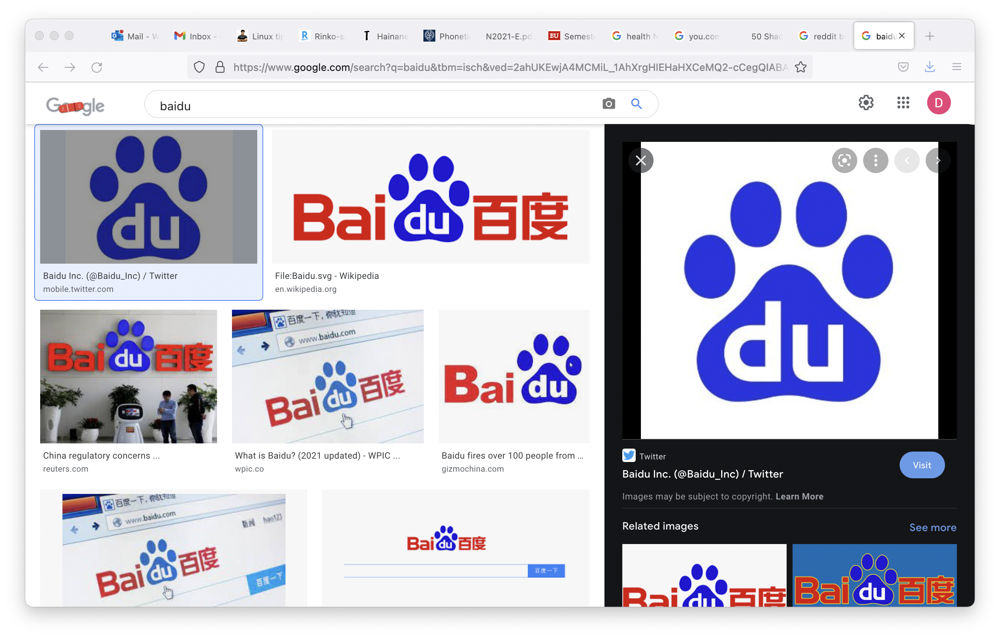 Mail - W
Inbox -
Linux tip
Rinko-s
Hainane
Phoneti
N2021-E.pd
BU Semest
health N
you.com
50 Shad
reddit b
baidu
https://www.google.com/search?q=baidu&tbm=isch&ved=2ahUKEwjA4MCMiL_1AhXrgHIEHaHXCeMQ2-cCegQIABA
Google
baidu
D
du
Baidu Inc. (@Baidu_Inc) / Twitter
mobile.twitter.com
Bai du 百度
File:Baidu.svg - Wikipedia
en.wikipedia.org
Bai du 百度
China regulatory concerns ...
reuters.com
百度一下，你就知道
www.baidu.com
Bai du 百度
What is Baidu? (2021 updated) - WPIC ...
wpic.co
Bai du
Baidu fires over 100 people from ...
gizmochina.com
百度一下，你就知道
www.baidu.com
新闻 hao123
Bai du 百度
百度一下
Bai du 百度
百度一下
du
Twitter
Baidu Inc. (@Baidu_Inc) / Twitter
Visit
Images may be subject to copyright. Learn More
Related images
See more
Bai du 百度
Bai du 百度